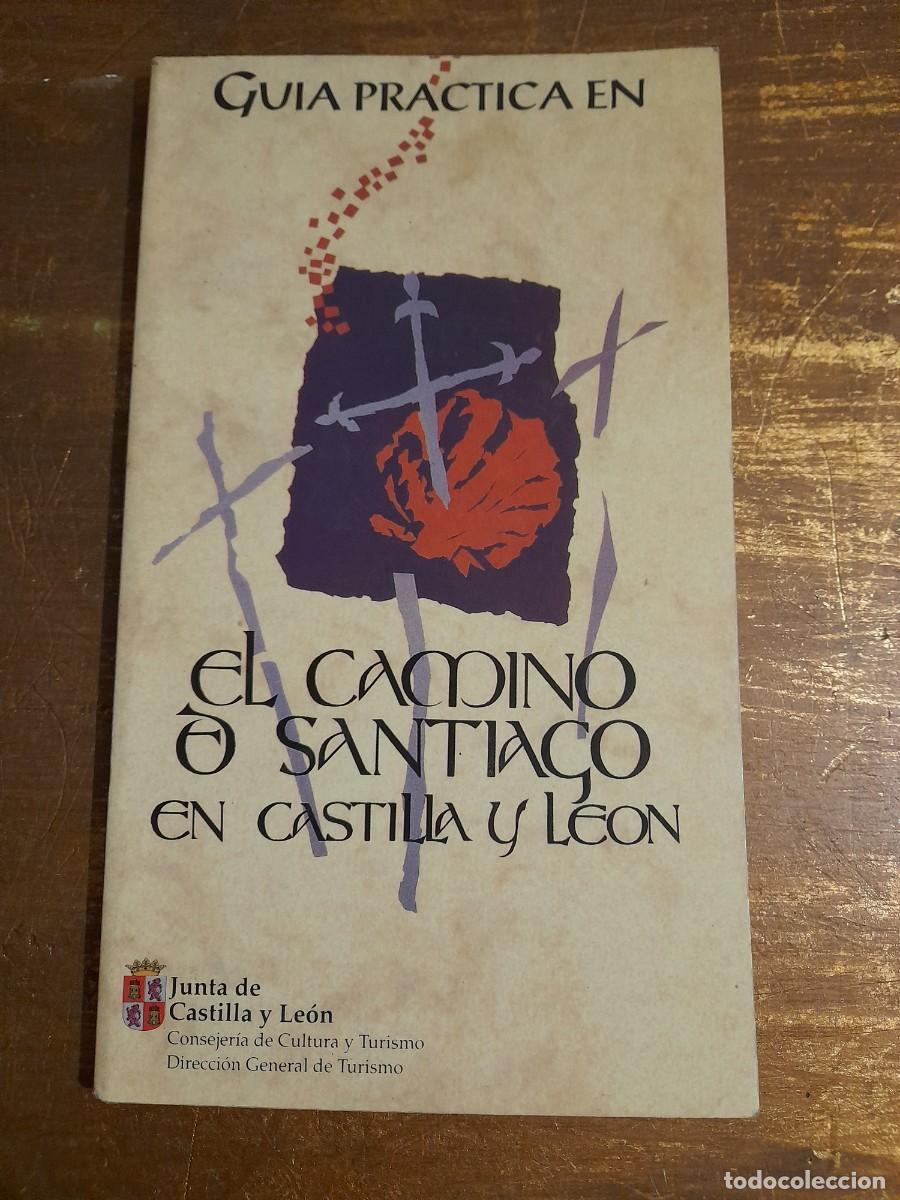 GUIA PRACTICA EN
EL CAMINO
D SANTIAGO
EN CASTILLA Y LEON
Junta de
Castilla y León
Consejería de Cultura y Turismo
Dirección General de Turismo
todocoleccion